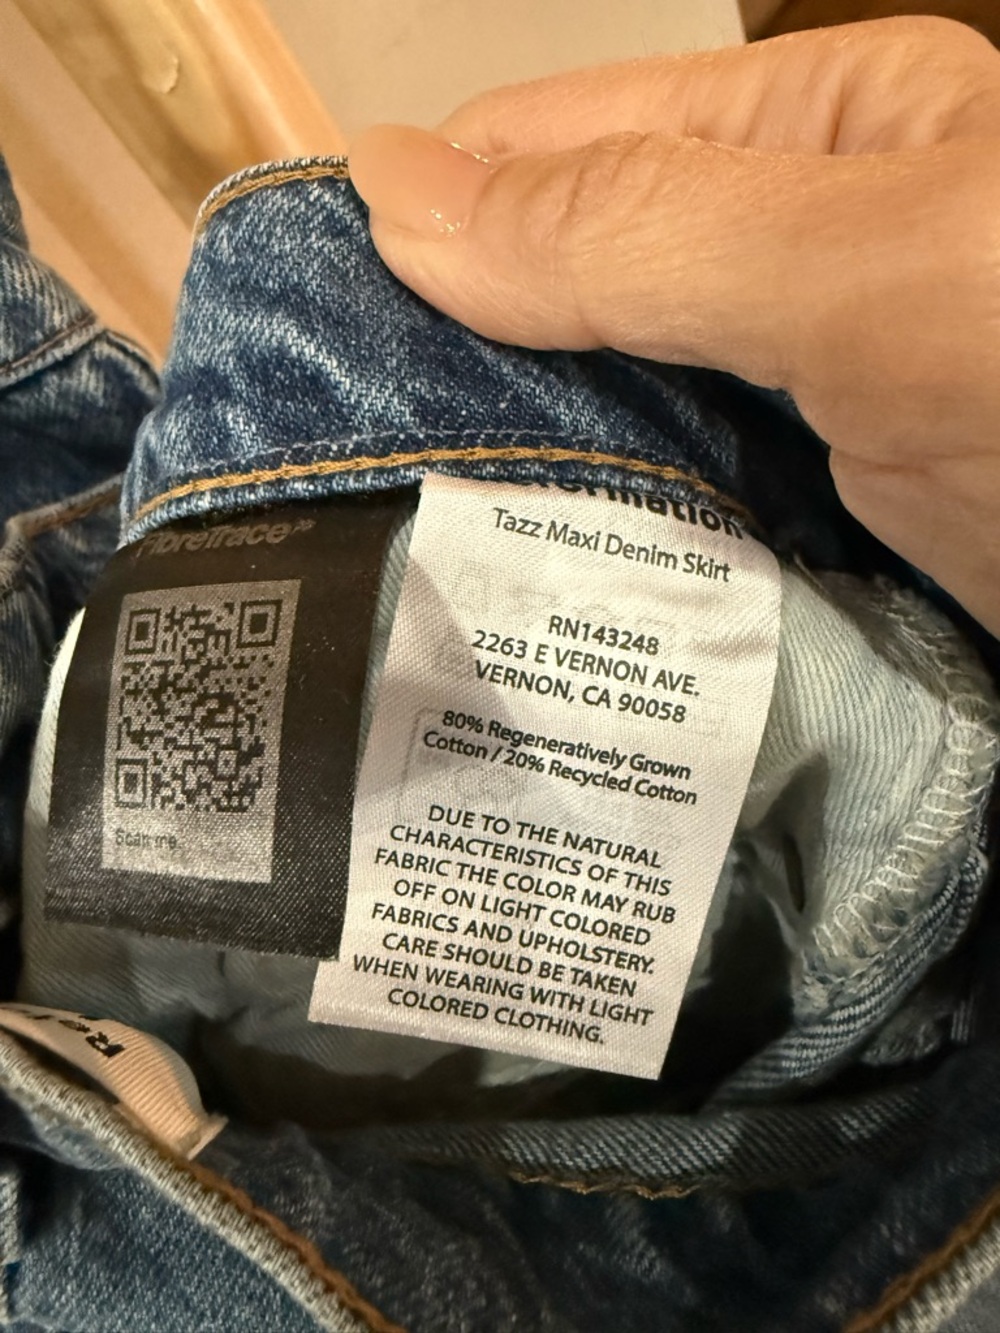 FibreTrace
Scan me
Tazz Maxi Denim Skirt
RN143248
2263 E VERNON AVE.
VERNON, CA 90058
80% Regeneratively Grown
Cotton / 20% Recycled Cotton
DUE TO THE NATURAL
CHARACTERISTICS OF THIS
FABRIC THE COLOR MAY RUB
OFF ON LIGHT COLORED
FABRICS AND UPHOLSTERY.
CARE SHOULD BE TAKEN
WHEN WEARING WITH LIGHT
COLORED CLOTHING.